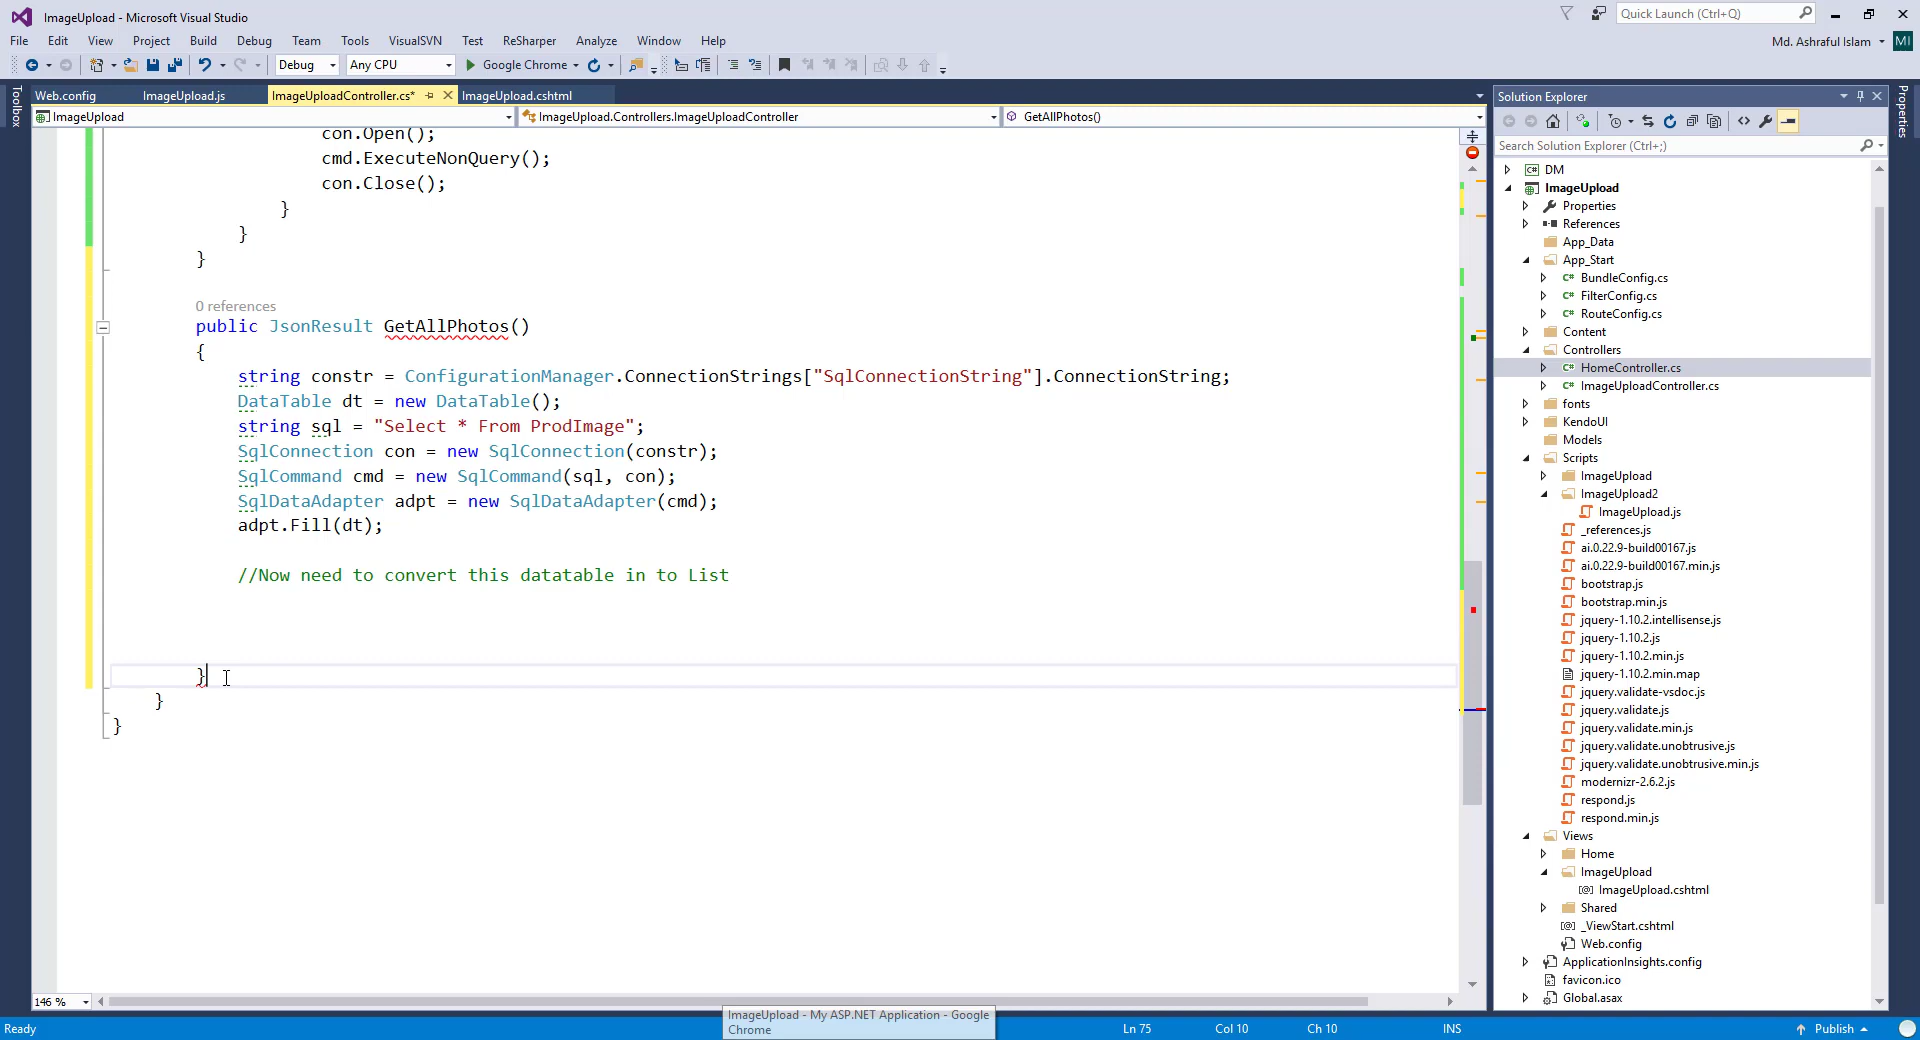 ImageUpload - Microsoft Visual Studio
Quick Launch (Ctrl+Q)
File Edit View Project Build Debug Team Tools VisualSVN Test ReSharper Analyze Window Help
Md. Ashraful Islam MI
Debug Any CPU Google Chrome
Toolbox
Web.config ImageUpload.js ImageUploadController.cs* ImageUpload.cshtml
ImageUpload ImageUpload.Controllers.ImageUploadController GetAllPhotos()
con.Open();
cmd.ExecuteNonQuery();
con.Close();
}
}
}
0 references
public JsonResult GetAllPhotos()
{
string constr = ConfigurationManager.ConnectionStrings["SqlConnectionString"].ConnectionString;
DataTable dt = new DataTable();
string sql = "Select * From ProdImage";
SqlConnection con = new SqlConnection(constr);
SqlCommand cmd = new SqlCommand(sql, con);
SqlDataAdapter adpt = new SqlDataAdapter(cmd);
adpt.Fill(dt);
//Now need to convert this datatable in to List
}
}
}
146 %
ImageUpload - My ASP.NET Application - Google
Chrome
Ready
Ln 75 Col 10 Ch 10 INS Publish
Solution Explorer
Properties
Search Solution Explorer (Ctrl+;)
C# DM
ImageUpload
Properties
References
App_Data
App_Start
C# BundleConfig.cs
C# FilterConfig.cs
C# RouteConfig.cs
Content
Controllers
C# HomeController.cs
C# ImageUploadController.cs
fonts
KendoUI
Models
Scripts
ImageUpload
ImageUpload2
ImageUpload.js
_references.js
ai.0.22.9-build00167.js
ai.0.22.9-build00167.min.js
bootstrap.js
bootstrap.min.js
jquery-1.10.2.intellisense.js
jquery-1.10.2.js
jquery-1.10.2.min.js
jquery-1.10.2.min.map
jquery.validate-vsdoc.js
jquery.validate.js
jquery.validate.min.js
jquery.validate.unobtrusive.js
jquery.validate.unobtrusive.min.js
modernizr-2.6.2.js
respond.js
respond.min.js
Views
Home
ImageUpload
[@] ImageUpload.cshtml
Shared
[@] _ViewStart.cshtml
Web.config
ApplicationInsights.config
favicon.ico
Global.asax